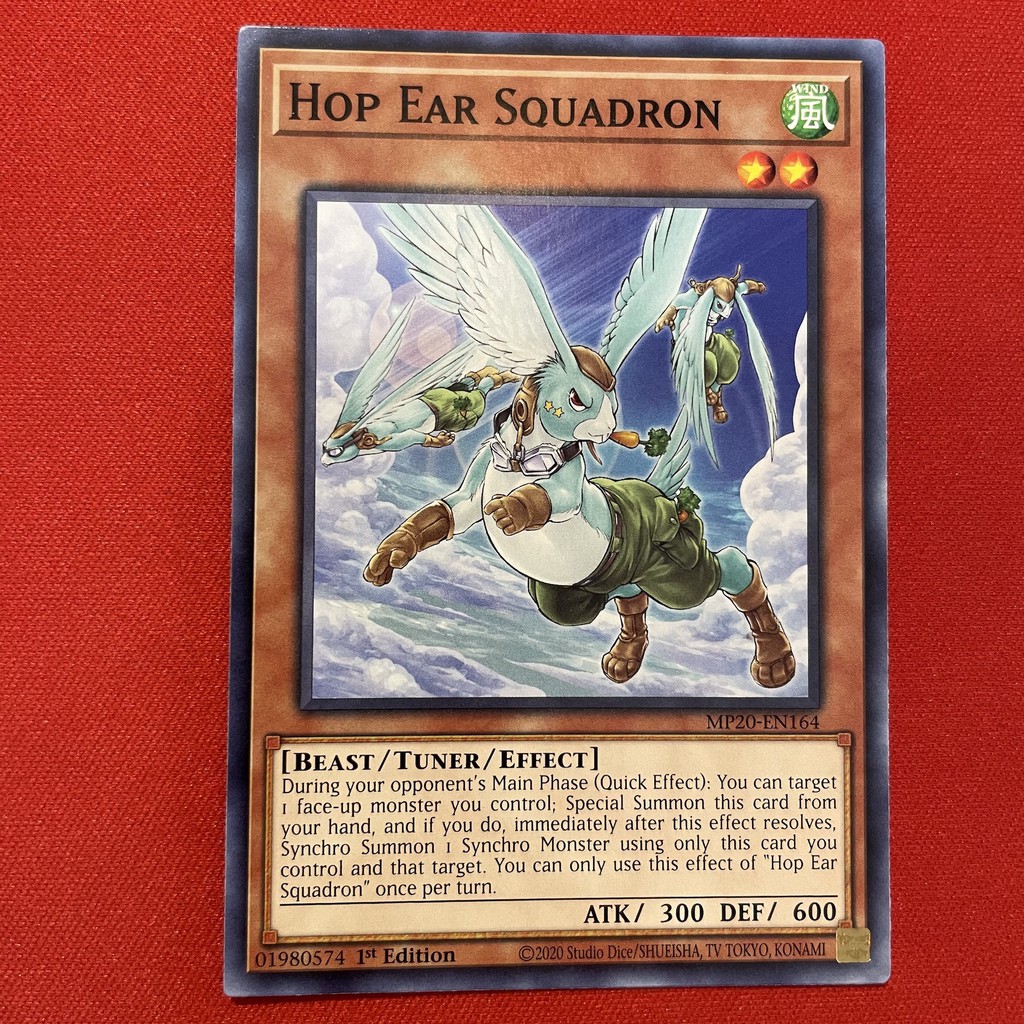 Hop Ear Squadron
WIND
風
MP20-EN164
[Beast/Tuner/Effect]
During your opponent's Main Phase (Quick Effect): You can target
1 face-up monster you control; Special Summon this card from
your hand, and if you do, immediately after this effect resolves,
Synchro Summon 1 Synchro Monster using only this card you
control and that target. You can only use this effect of "Hop Ear
Squadron" once per turn.
ATK/ 300 DEF/ 600
01980574 1st Edition ©2020 Studio Dice/SHUEISHA, TV TOKYO, KONAMI